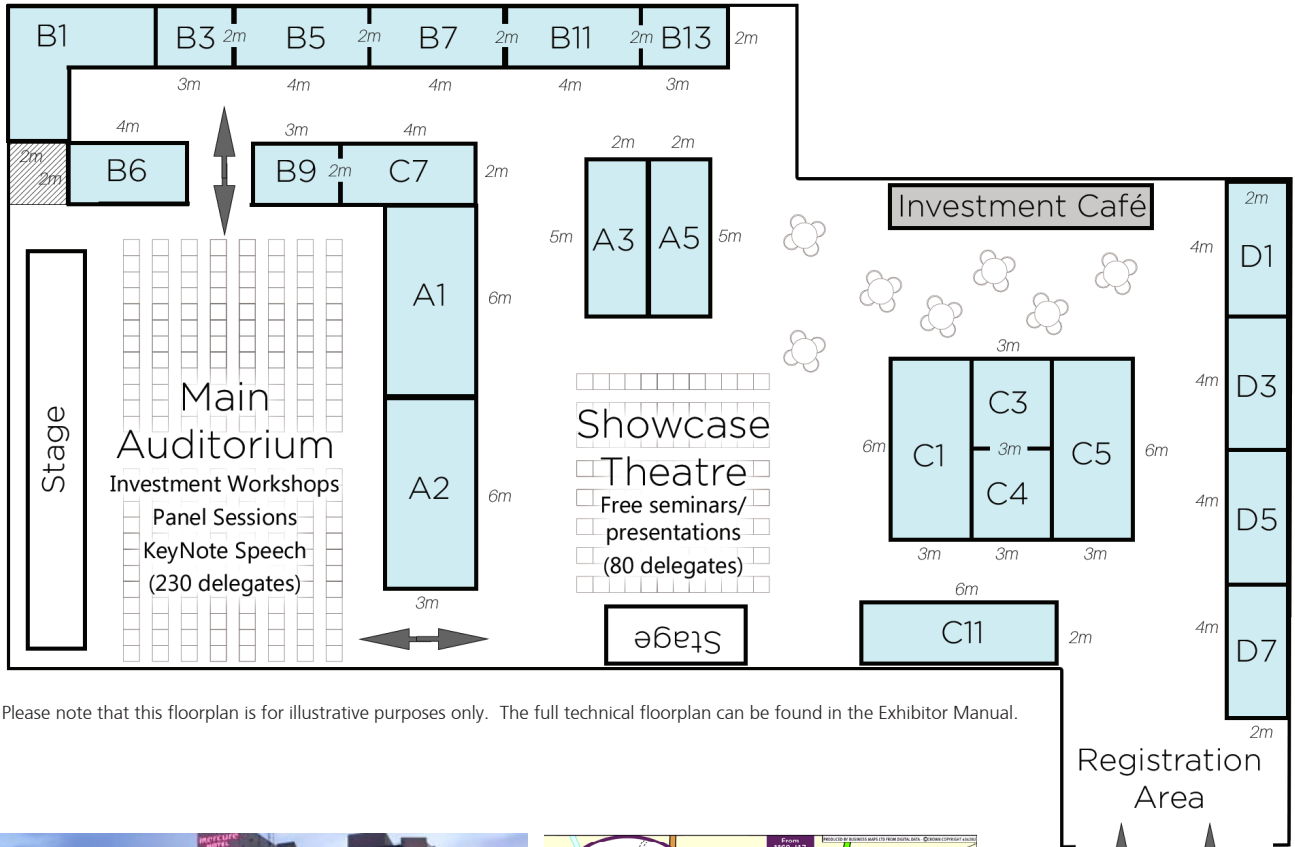 B1
B3
2m
B5
2m
B7
2m
B11
2m
B13
2m
3m
4m
4m
4m
3m
4m
3m
4m
2m
2m
B6
B9
2m
C7
2m
2m
2m
5m
A3
A5
5m
Investment Café
2m
4m
D1
A1
6m
3m
4m
D3
Stage
Main
Auditorium
Investment Workshops
Panel Sessions
KeyNote Speech
(230 delegates)
A2
6m
3m
Showcase
Theatre
Free seminars/
presentations
(80 delegates)
Stage
6m
C1
C3
3m
C4
C5
6m
3m
3m
3m
4m
D5
6m
C11
2m
4m
D7
2m
Please note that this floorplan is for illustrative purposes only. The full technical floorplan can be found in the Exhibitor Manual.
Registration
Area
mercure
HOTEL
From